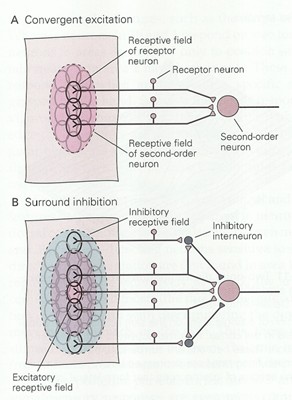 A Convergent excitation
Receptive field
of receptor
neuron
Receptor neuron
Receptive field
of second-order
neuron
Second-order
neuron
B Surround inhibition
Inhibitory
receptive field
Inhibitory
interneuron
Excitatory
receptive field